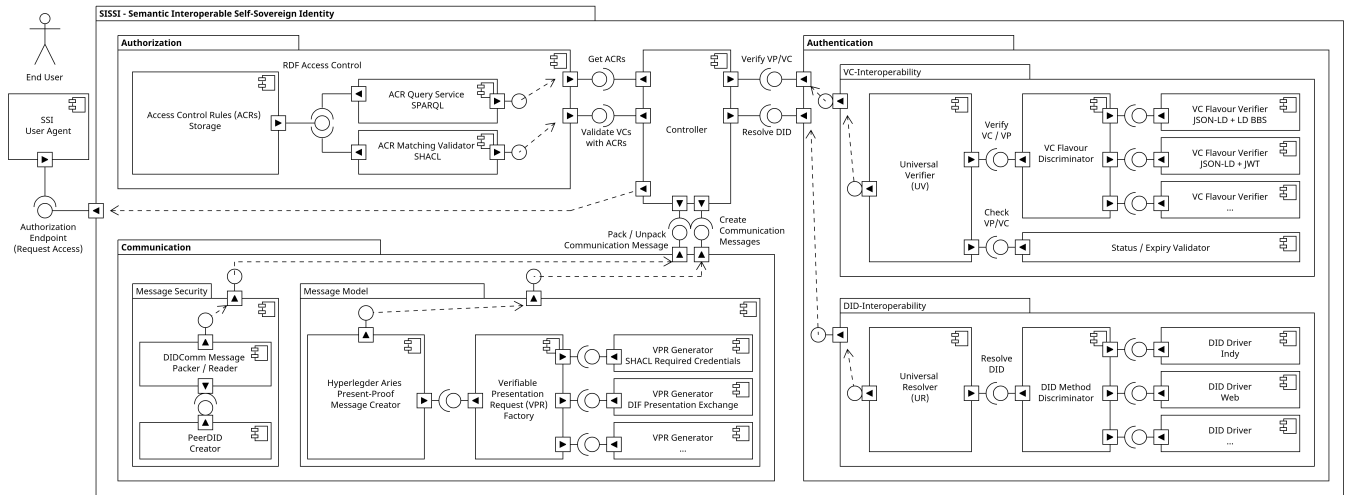 SISSI - Semantic Interoperable Self-Sovereign Identity
End User
SSI
User Agent
Authorization
Endpoint
(Request Access)
Authorization
RDF Access Control
Access Control Rules (ACRs)
Storage
ACR Query Service
SPARQL
ACR Matching Validator
SHACL
Get ACRs
Validate VCs
with ACRs
Controller
Verify VP/VC
Resolve DID
Pack / Unpack
Communication Message
Create
Communication
Messages
Communication
Message Security
DIDComm Message
Packer / Reader
PeerDID
Creator
Message Model
Hyperlegder Aries
Present-Proof
Message Creator
Verifiable
Presentation
Request (VPR)
Factory
VPR Generator
SHACL Required Credentials
VPR Generator
DIF Presentation Exchange
VPR Generator
...
Authentication
VC-Interoperability
Universal
Verifier
(UV)
Verify
VC / VP
VC Flavour
Discriminator
VC Flavour Verifier
JSON-LD + LD BBS
VC Flavour Verifier
JSON-LD + JWT
VC Flavour Verifier
...
Check
VP/VC
Status / Expiry Validator
DID-Interoperability
Universal
Resolver
(UR)
Resolve
DID
DID Method
Discriminator
DID Driver
Indy
DID Driver
Web
DID Driver
...